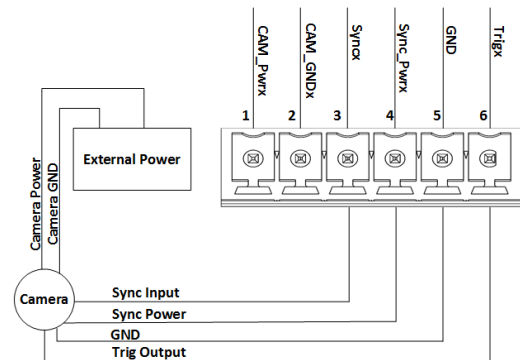 CAM_Pwrx
CAM_GNDx
Syncx
Sync_Pwrx
GND
Trigx
1 2 3 4 5 6
External Power
Camera Power
Camera GND
Camera
Sync Input
Sync Power
GND
Trig Output